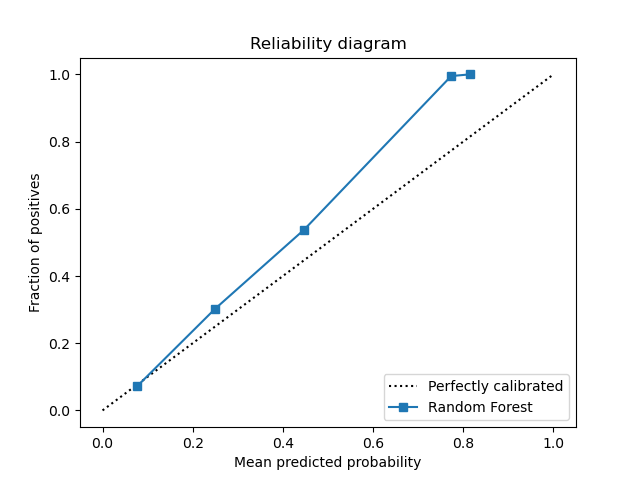 Reliability diagram
1.0
0.8
0.6
0.4
0.2
0.0
Fraction of positives
Perfectly calibrated
Random Forest
0.0 0.2 0.4 0.6 0.8 1.0
Mean predicted probability